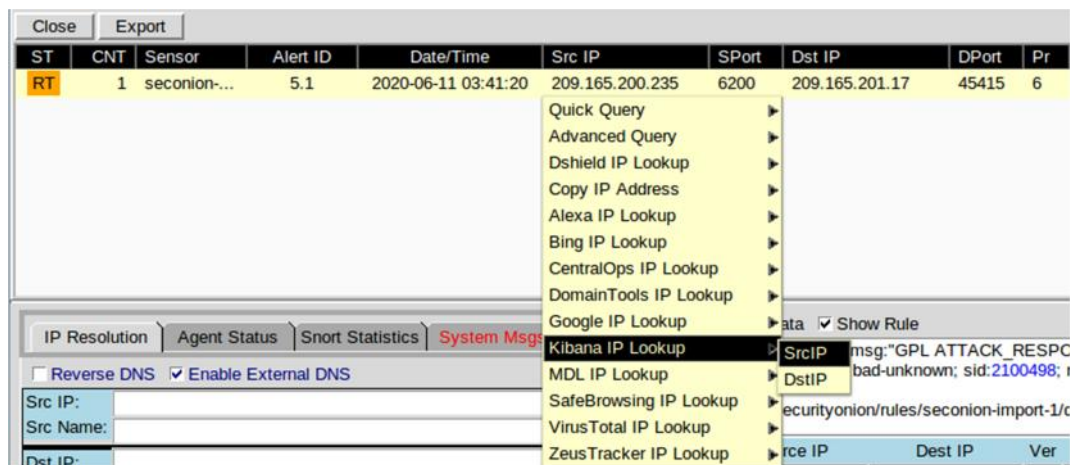 Close Export
ST CNT Sensor Alert ID Date/Time Src IP SPort Dst IP DPort Pr
RT 1 seconion-... 5.1 2020-06-11 03:41:20 209.165.200.235 6200 209.165.201.17 45415 6
Quick Query
Advanced Query
Dshield IP Lookup
Copy IP Address
Alexa IP Lookup
Bing IP Lookup
CentralOps IP Lookup
DomainTools IP Lookup
Google IP Lookup
Kibana IP Lookup
MDL IP Lookup
SafeBrowsing IP Lookup
VirusTotal IP Lookup
ZeusTracker IP Lookup
SrcIP
DstIP
IP Resolution Agent Status Snort Statistics System Msgs
Reverse DNS Enable External DNS
Src IP:
Src Name:
Dst IP:
ata Show Rule
msg:"GPL ATTACK_RESPO
bad-unknown; sid:2100498; r
ecurityonion/rules/seconion-import-1/d
rce IP Dest IP Ver